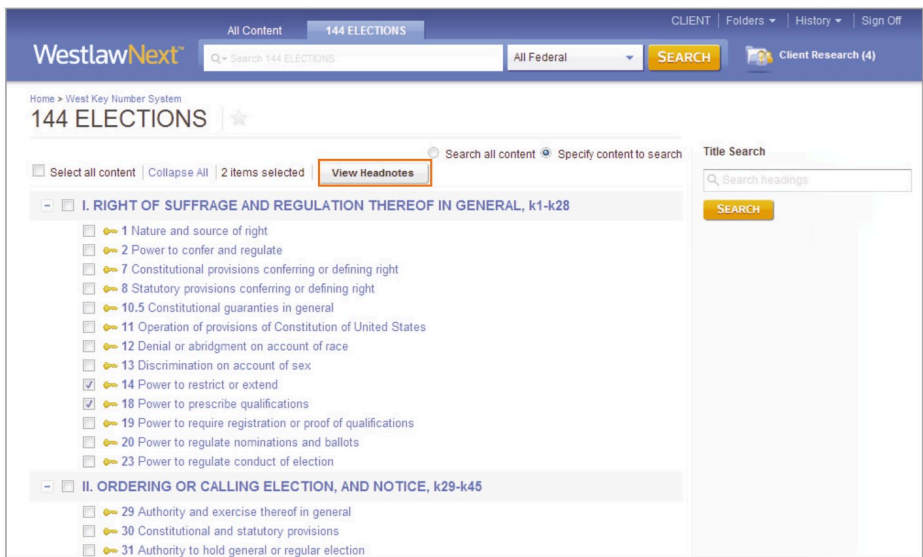 All Content
144 ELECTIONS
CLIENT | Folders | History | Sign Off
WestlawNext™
Search 144 ELECTIONS
All Federal
SEARCH
Client Research (4)
Home > West Key Number System
144 ELECTIONS
Search all content
Specify content to search
Select all content | Collapse All | 2 items selected
View Headnotes
I. RIGHT OF SUFFRAGE AND REGULATION THEREOF IN GENERAL, k1-k28
1 Nature and source of right
2 Power to confer and regulate
7 Constitutional provisions conferring or defining right
8 Statutory provisions conferring or defining right
10.5 Constitutional guaranties in general
11 Operation of provisions of Constitution of United States
12 Denial or abridgment on account of race
13 Discrimination on account of sex
14 Power to restrict or extend
18 Power to prescribe qualifications
19 Power to require registration or proof of qualifications
20 Power to regulate nominations and ballots
23 Power to regulate conduct of election
II. ORDERING OR CALLING ELECTION, AND NOTICE, k29-k45
29 Authority and exercise thereof in general
30 Constitutional and statutory provisions
31 Authority to hold general or regular election
Title Search
Search headings
SEARCH